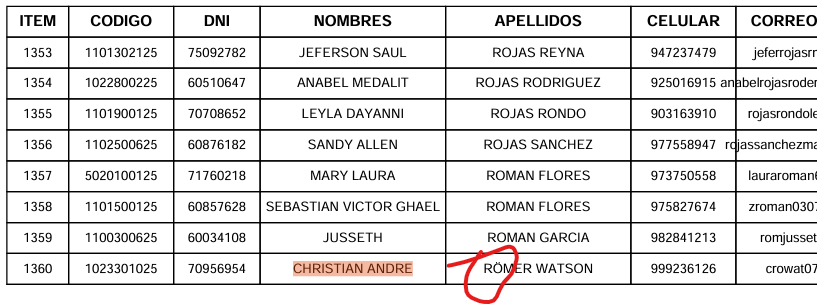 ITEM CODIGO DNI NOMBRES APELLIDOS CELULAR CORREO
1353 1101302125 75092782 JEFERSON SAUL ROJAS REYNA 947237479 jeferrojasrr
1354 1022800225 60510647 ANABEL MEDALIT ROJAS RODRIGUEZ 925016915 anabelrojasroder
1355 1101900125 70708652 LEYLA DAYANNI ROJAS RONDO 903163910 rojasrondole
1356 1102500625 60876182 SANDY ALLEN ROJAS SANCHEZ 977558947 rojassanchezma
1357 5020100125 71760218 MARY LAURA ROMAN FLORES 973750558 lauraroman
1358 1101500125 60857628 SEBASTIAN VICTOR GHAEL ROMAN FLORES 975827674 zroman0307
1359 1100300625 60034108 JUSSETH ROMAN GARCIA 982841213 romjusset
1360 1023301025 70956954 CHRISTIAN ANDRE RÖMER WATSON 999236126 crowat07